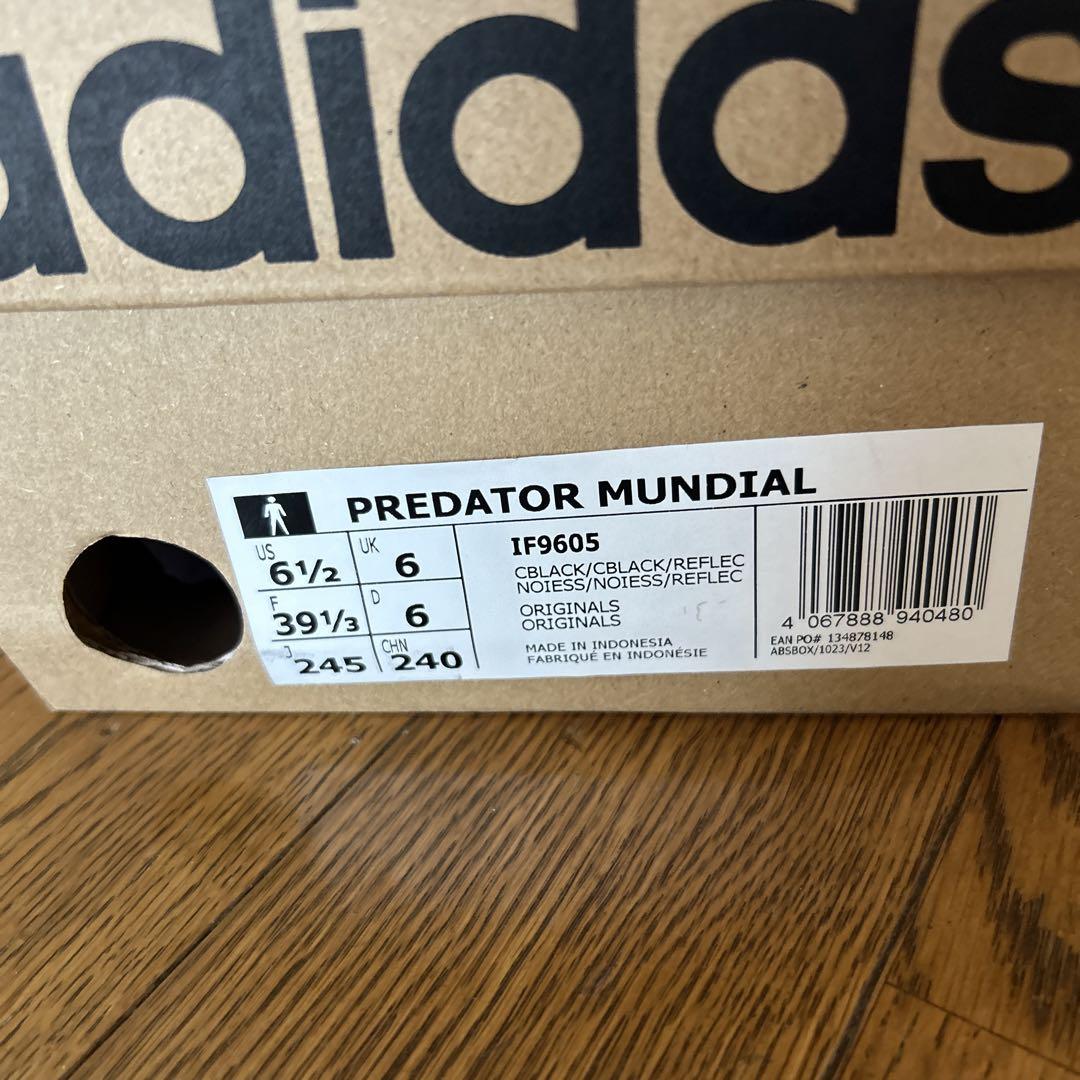 adidas
PREDATOR MUNDIAL
US 6½ UK 6
F 39⅓ D 6
J 245 CHN 240
IF9605
CBLACK/CBLACK/REFLEC
NOIESS/NOIESS/REFLEC
ORIGINALS
ORIGINALS
MADE IN INDONESIA
FABRIQUÉ EN INDONÉSIE
4 067888 940480
EAN PO# 134878148
ABSBOX/1023/V12